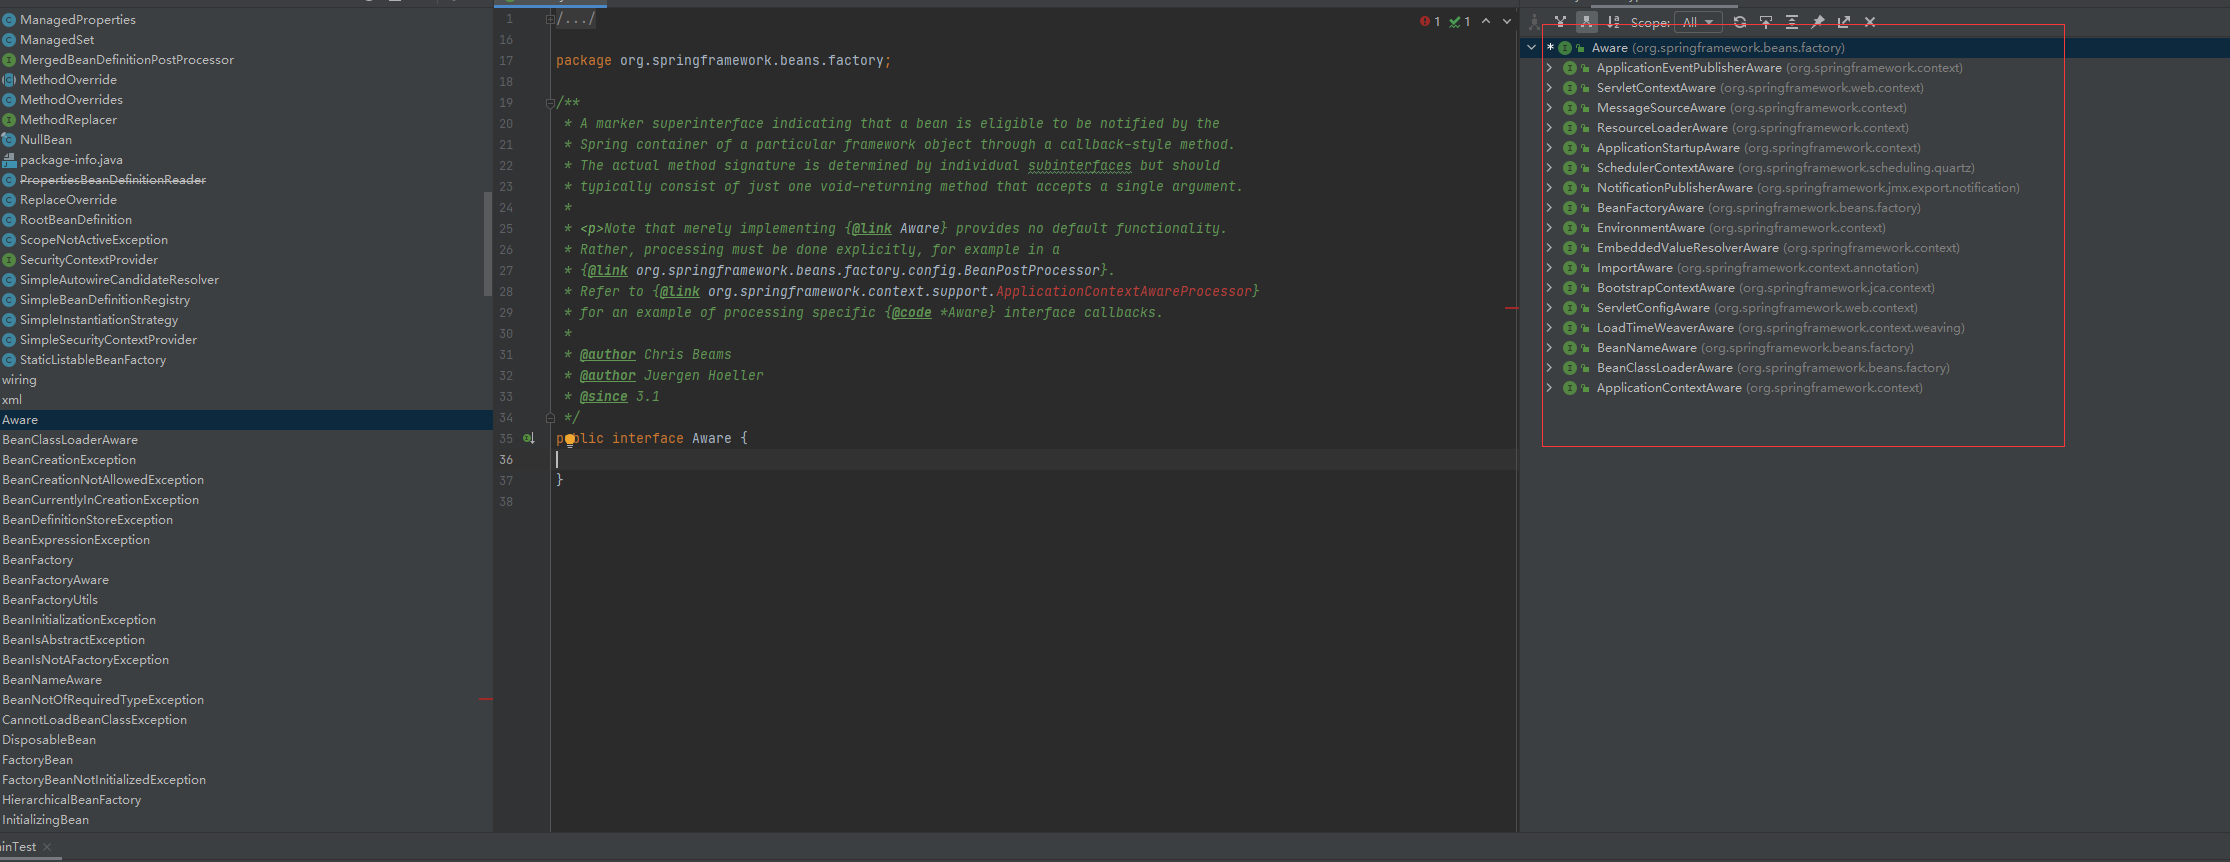 ManagedProperties
ManagedSet
MergedBeanDefinitionPostProcessor
MethodOverride
MethodOverrides
MethodReplacer
NullBean
package-info.java
PropertiesBeanDefinitionReader
ReplaceOverride
RootBeanDefinition
ScopeNotActiveException
SecurityContextProvider
SimpleAutowireCandidateResolver
SimpleBeanDefinitionRegistry
SimpleInstantiationStrategy
SimpleSecurityContextProvider
StaticListableBeanFactory
wiring
xml
Aware
BeanClassLoaderAware
BeanCreationException
BeanCreationNotAllowedException
BeanCurrentlyInCreationException
BeanDefinitionStoreException
BeanExpressionException
BeanFactory
BeanFactoryAware
BeanFactoryUtils
BeanInitializationException
BeanIsAbstractException
BeanIsNotAFactoryException
BeanNameAware
BeanNotOfRequiredTypeException
CannotLoadBeanClassException
DisposableBean
FactoryBean
FactoryBeanNotInitializedException
HierarchicalBeanFactory
InitializingBean
inTest
1 /.../
16
17 package org.springframework.beans.factory;
18
19 /**
20 * A marker superinterface indicating that a bean is eligible to be notified by the
21 * Spring container of a particular framework object through a callback-style method.
22 * The actual method signature is determined by individual subinterfaces but should
23 * typically consist of just one void-returning method that accepts a single argument.
24 *
25 * <p>Note that merely implementing {@link Aware} provides no default functionality.
26 * Rather, processing must be done explicitly, for example in a
27 * {@link org.springframework.beans.factory.config.BeanPostProcessor}.
28 * Refer to {@link org.springframework.context.support.ApplicationContextAwareProcessor}
29 * for an example of processing specific {@code *Aware} interface callbacks.
30 *
31 * @author Chris Beams
32 * @author Juergen Hoeller
33 * @since 3.1
34 */
35 public interface Aware {
36
37 }
38
1 1
Scope: All
* Aware (org.springframework.beans.factory)
ApplicationEventPublisherAware (org.springframework.context)
ServletContextAware (org.springframework.web.context)
MessageSourceAware (org.springframework.context)
ResourceLoaderAware (org.springframework.context)
ApplicationStartupAware (org.springframework.context)
SchedulerContextAware (org.springframework.scheduling.quartz)
NotificationPublisherAware (org.springframework.jmx.export.notification)
BeanFactoryAware (org.springframework.beans.factory)
EnvironmentAware (org.springframework.context)
EmbeddedValueResolverAware (org.springframework.context)
ImportAware (org.springframework.context.annotation)
BootstrapContextAware (org.springframework.jca.context)
ServletConfigAware (org.springframework.web.context)
LoadTimeWeaverAware (org.springframework.context.weaving)
BeanNameAware (org.springframework.beans.factory)
BeanClassLoaderAware (org.springframework.beans.factory)
ApplicationContextAware (org.springframework.context)